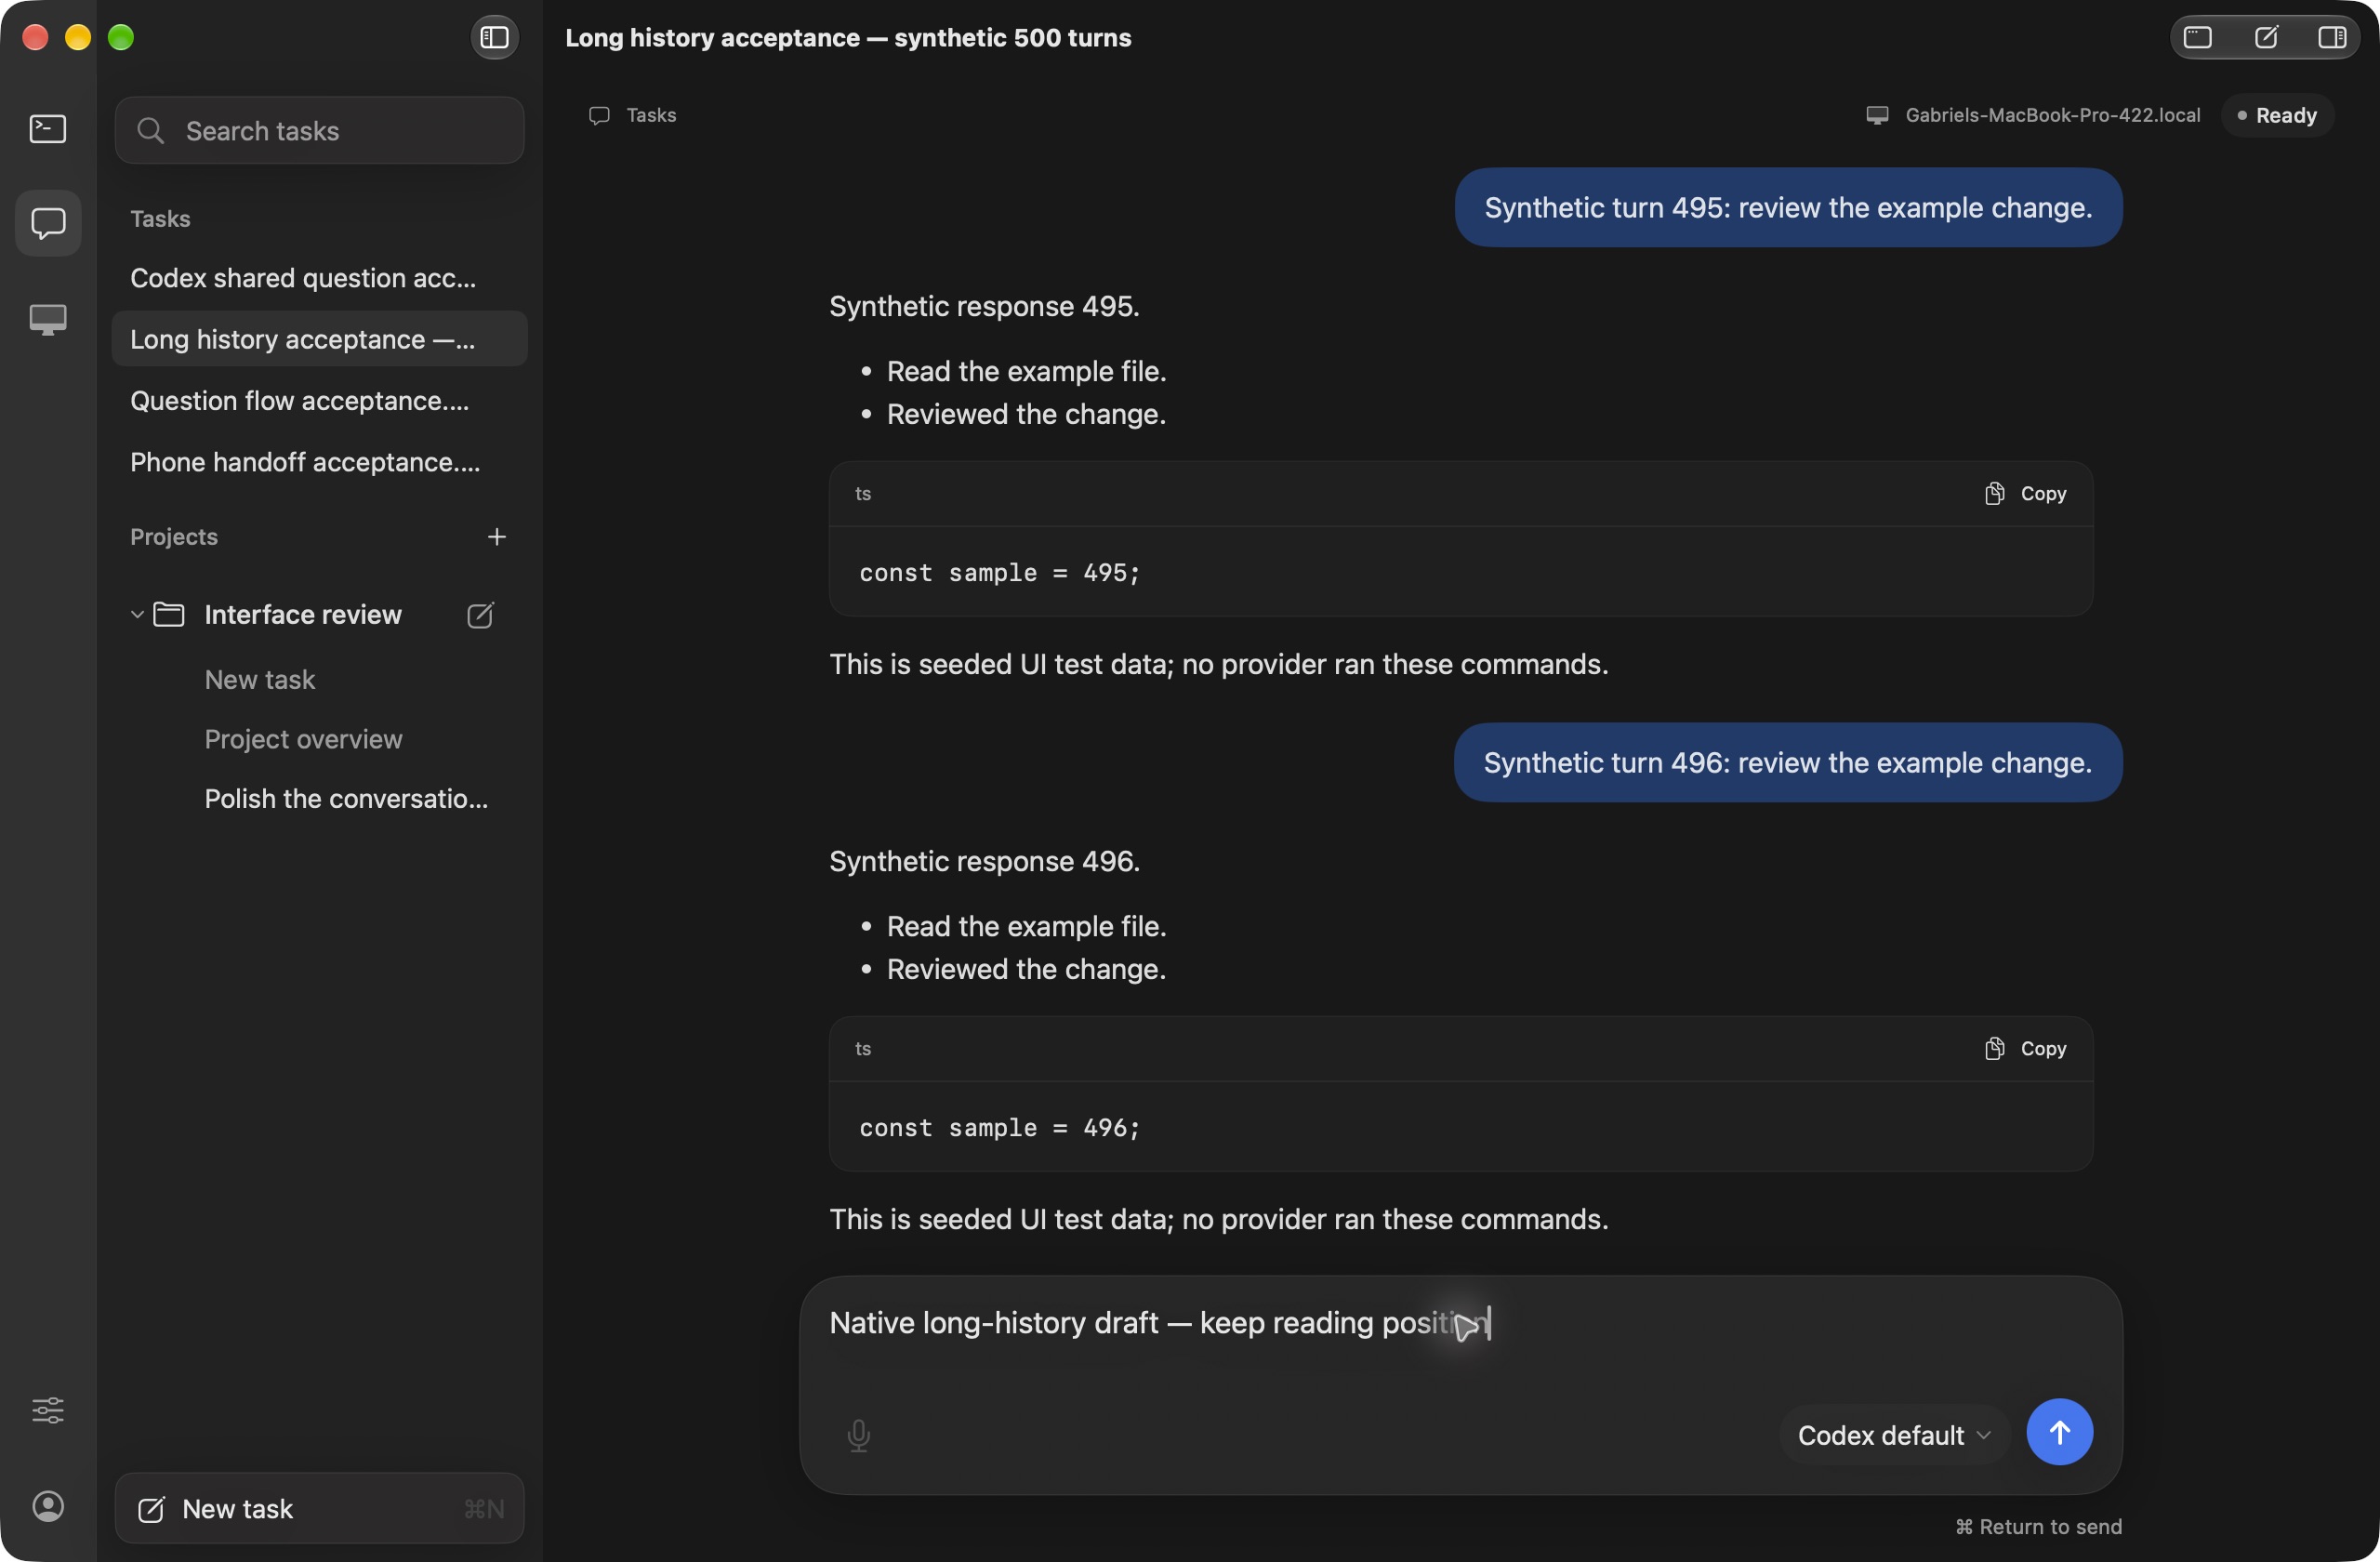 Long history acceptance — synthetic 500 turns
Search tasks
Tasks
Codex shared question acc...
Long history acceptance —...
Question flow acceptance....
Phone handoff acceptance....
Projects
Interface review
New task
Project overview
Polish the conversatio...
New task
⌘N
Tasks
Gabriels-MacBook-Pro-422.local
Ready
Synthetic turn 495: review the example change.
Synthetic response 495.
• Read the example file.
• Reviewed the change.
ts
Copy
const sample = 495;
This is seeded UI test data; no provider ran these commands.
Synthetic turn 496: review the example change.
Synthetic response 496.
• Read the example file.
• Reviewed the change.
ts
Copy
const sample = 496;
This is seeded UI test data; no provider ran these commands.
Native long-history draft — keep reading position
Codex default
⌘ Return to send